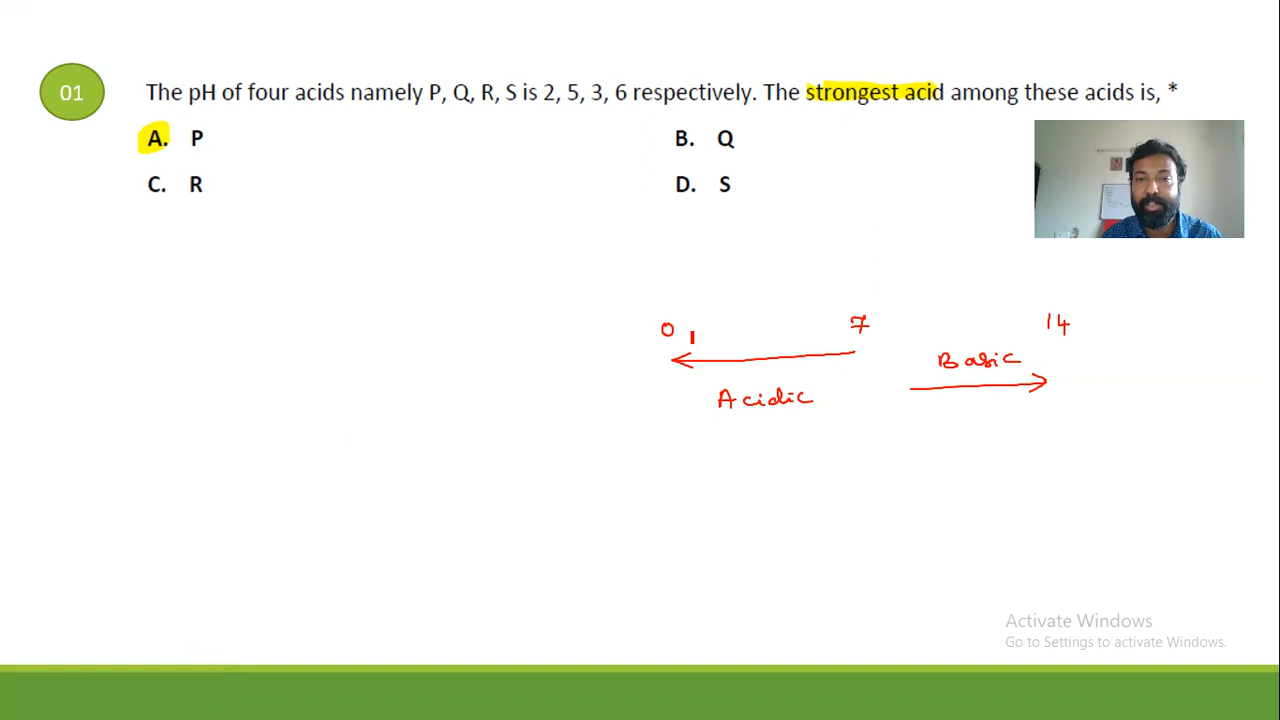 01
The pH of four acids namely P, Q, R, S is 2, 5, 3, 6 respectively. The strongest acid among these acids is, *
A. P
B. Q
C. R
D. S
0 1 7 14
Basic
Acidic
Activate Windows
Go to Settings to activate Windows.